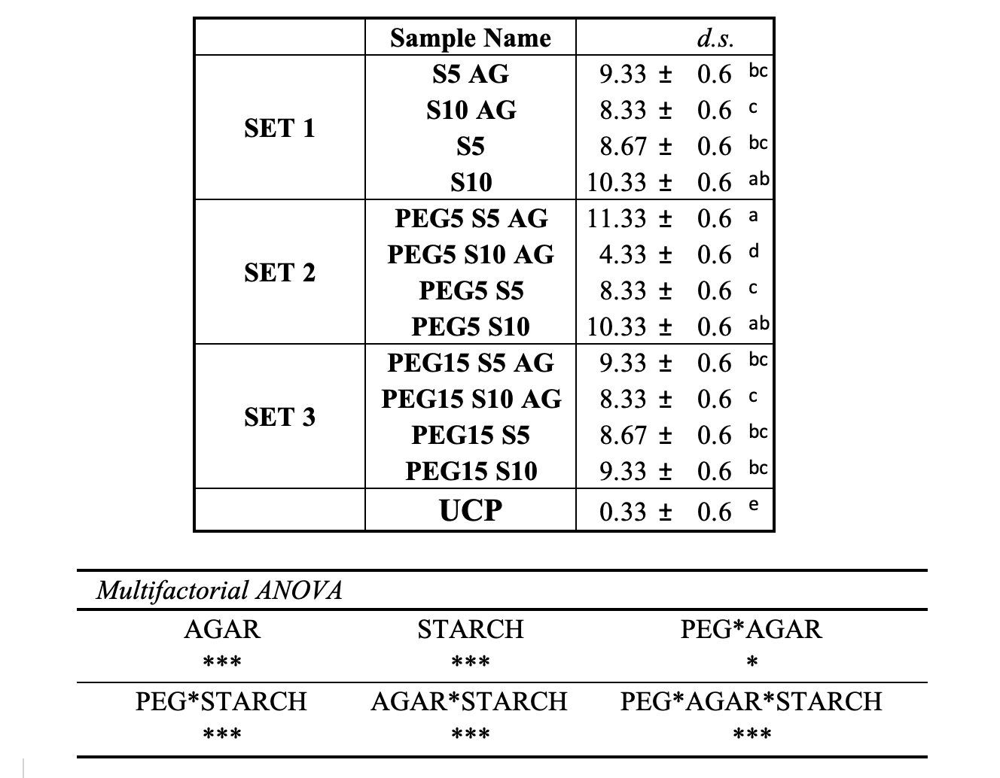 Sample Name d.s.
SET 1
S5 AG 9.33 ± 0.6 bc
S10 AG 8.33 ± 0.6 c
S5 8.67 ± 0.6 bc
S10 10.33 ± 0.6 ab
SET 2
PEG5 S5 AG 11.33 ± 0.6 a
PEG5 S10 AG 4.33 ± 0.6 d
PEG5 S5 8.33 ± 0.6 c
PEG5 S10 10.33 ± 0.6 ab
SET 3
PEG15 S5 AG 9.33 ± 0.6 bc
PEG15 S10 AG 8.33 ± 0.6 c
PEG15 S5 8.67 ± 0.6 bc
PEG15 S10 9.33 ± 0.6 bc
UCP 0.33 ± 0.6 e
Multifactorial ANOVA
AGAR STARCH PEG*AGAR
*** *** *
PEG*STARCH AGAR*STARCH PEG*AGAR*STARCH
*** *** ***